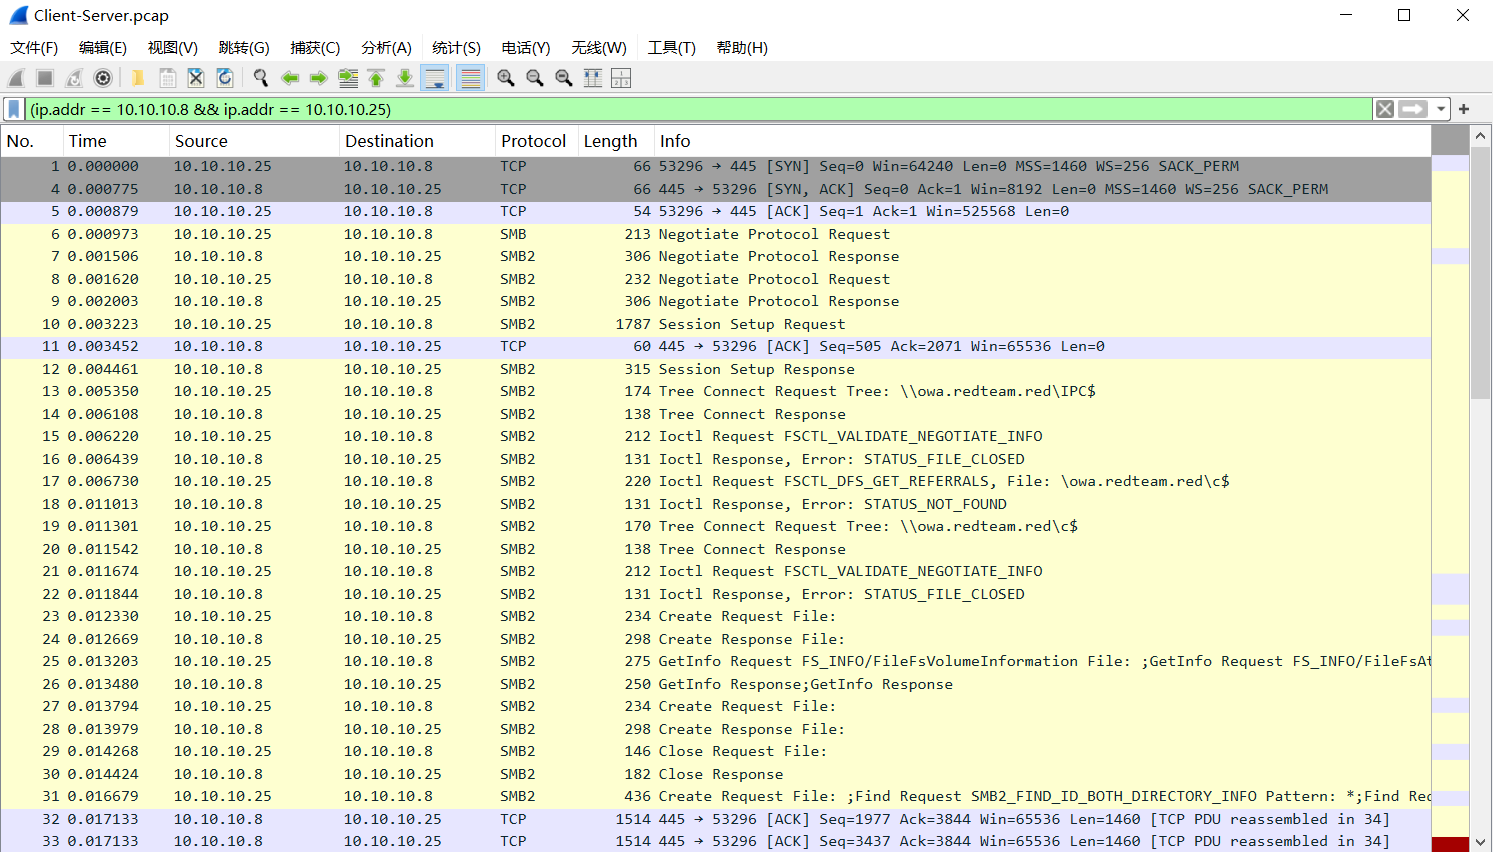 Client-Server.pcap
文件(F) 编辑(E) 视图(V) 跳转(G) 捕获(C) 分析(A) 统计(S) 电话(Y) 无线(W) 工具(T) 帮助(H)
(ip.addr == 10.10.10.8 && ip.addr == 10.10.10.25)
No. Time Source Destination Protocol Length Info
1 0.000000 10.10.10.25 10.10.10.8 TCP 66 53296 → 445 [SYN] Seq=0 Win=64240 Len=0 MSS=1460 WS=256 SACK_PERM
4 0.000775 10.10.10.8 10.10.10.25 TCP 66 445 → 53296 [SYN, ACK] Seq=0 Ack=1 Win=8192 Len=0 MSS=1460 WS=256 SACK_PERM
5 0.000879 10.10.10.25 10.10.10.8 TCP 54 53296 → 445 [ACK] Seq=1 Ack=1 Win=525568 Len=0
6 0.000973 10.10.10.25 10.10.10.8 SMB 213 Negotiate Protocol Request
7 0.001506 10.10.10.8 10.10.10.25 SMB2 306 Negotiate Protocol Response
8 0.001620 10.10.10.25 10.10.10.8 SMB2 232 Negotiate Protocol Request
9 0.002003 10.10.10.8 10.10.10.25 SMB2 306 Negotiate Protocol Response
10 0.003223 10.10.10.25 10.10.10.8 SMB2 1787 Session Setup Request
11 0.003452 10.10.10.8 10.10.10.25 TCP 60 445 → 53296 [ACK] Seq=505 Ack=2071 Win=65536 Len=0
12 0.004461 10.10.10.8 10.10.10.25 SMB2 315 Session Setup Response
13 0.005350 10.10.10.25 10.10.10.8 SMB2 174 Tree Connect Request Tree: \\owa.redteam.red\IPC$
14 0.006108 10.10.10.8 10.10.10.25 SMB2 138 Tree Connect Response
15 0.006220 10.10.10.25 10.10.10.8 SMB2 212 Ioctl Request FSCTL_VALIDATE_NEGOTIATE_INFO
16 0.006439 10.10.10.8 10.10.10.25 SMB2 131 Ioctl Response, Error: STATUS_FILE_CLOSED
17 0.006730 10.10.10.25 10.10.10.8 SMB2 220 Ioctl Request FSCTL_DFS_GET_REFERRALS, File: \owa.redteam.red\c$
18 0.011013 10.10.10.8 10.10.10.25 SMB2 131 Ioctl Response, Error: STATUS_NOT_FOUND
19 0.011301 10.10.10.25 10.10.10.8 SMB2 170 Tree Connect Request Tree: \\owa.redteam.red\c$
20 0.011542 10.10.10.8 10.10.10.25 SMB2 138 Tree Connect Response
21 0.011674 10.10.10.25 10.10.10.8 SMB2 212 Ioctl Request FSCTL_VALIDATE_NEGOTIATE_INFO
22 0.011844 10.10.10.8 10.10.10.25 SMB2 131 Ioctl Response, Error: STATUS_FILE_CLOSED
23 0.012330 10.10.10.25 10.10.10.8 SMB2 234 Create Request File:
24 0.012669 10.10.10.8 10.10.10.25 SMB2 298 Create Response File:
25 0.013203 10.10.10.25 10.10.10.8 SMB2 275 GetInfo Request FS_INFO/FileFsVolumeInformation File: ;GetInfo Request FS_INFO/FileFsAt
26 0.013480 10.10.10.8 10.10.10.25 SMB2 250 GetInfo Response;GetInfo Response
27 0.013794 10.10.10.25 10.10.10.8 SMB2 234 Create Request File:
28 0.013979 10.10.10.8 10.10.10.25 SMB2 298 Create Response File:
29 0.014268 10.10.10.25 10.10.10.8 SMB2 146 Close Request File:
30 0.014424 10.10.10.8 10.10.10.25 SMB2 182 Close Response
31 0.016679 10.10.10.25 10.10.10.8 SMB2 436 Create Request File: ;Find Request SMB2_FIND_ID_BOTH_DIRECTORY_INFO Pattern: *;Find Rec
32 0.017133 10.10.10.8 10.10.10.25 TCP 1514 445 → 53296 [ACK] Seq=1977 Ack=3844 Win=65536 Len=1460 [TCP PDU reassembled in 34]
33 0.017133 10.10.10.8 10.10.10.25 TCP 1514 445 → 53296 [ACK] Seq=3437 Ack=3844 Win=65536 Len=1460 [TCP PDU reassembled in 34]